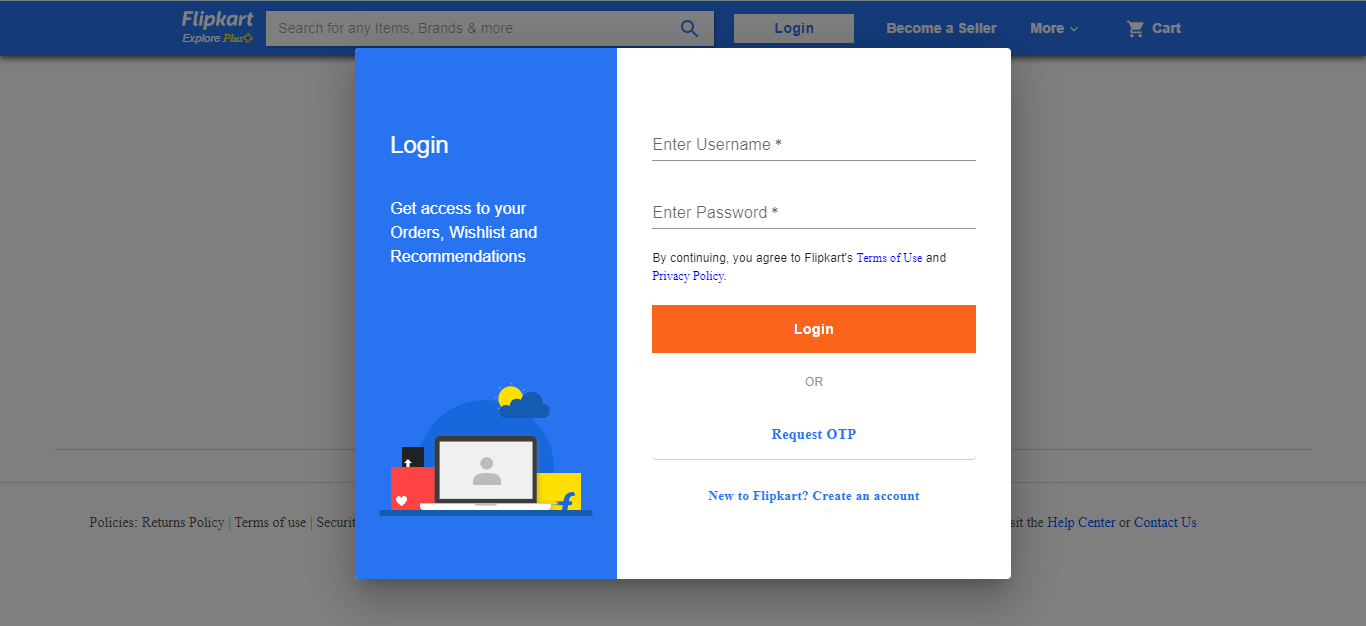 Flipkart
Explore Plus
Search for any Items, Brands & more
Login
Become a Seller
More
Cart
Login
Get access to your
Orders, Wishlist and
Recommendations
Enter Username *
Enter Password *
By continuing, you agree to Flipkart's Terms of Use and
Privacy Policy.
Login
OR
Request OTP
New to Flipkart? Create an account
Policies: Returns Policy | Terms of use |
the Help Center or Contact Us